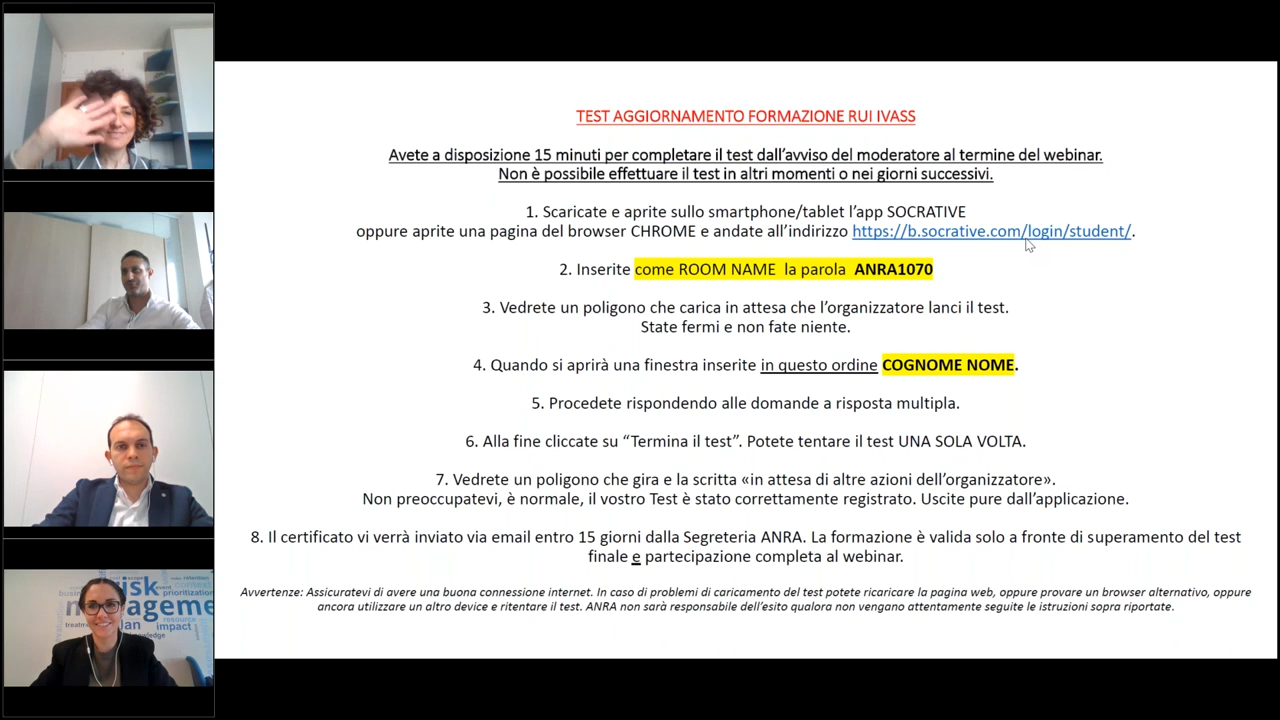 TEST AGGIORNAMENTO FORMAZIONE RUI IVASS
Avete a disposizione 15 minuti per completare il test dall’avviso del moderatore al termine del webinar.
Non è possibile effettuare il test in altri momenti o nei giorni successivi.
1. Scaricate e aprite sullo smartphone/tablet l’app SOCRATIVE
oppure aprite una pagina del browser CHROME e andate all’indirizzo https://b.socrative.com/login/student/.
2. Inserite come ROOM NAME la parola ANRA1070
3. Vedrete un poligono che carica in attesa che l’organizzatore lanci il test.
State fermi e non fate niente.
4. Quando si aprirà una finestra inserite in questo ordine COGNOME NOME.
5. Procedete rispondendo alle domande a risposta multipla.
6. Alla fine cliccate su “Termina il test”. Potete tentare il test UNA SOLA VOLTA.
7. Vedrete un poligono che gira e la scritta «in attesa di altre azioni dell’organizzatore».
Non preoccupatevi, è normale, il vostro Test è stato correttamente registrato. Uscite pure dall’applicazione.
8. Il certificato vi verrà inviato via email entro 15 giorni dalla Segreteria ANRA. La formazione è valida solo a fronte di superamento del test
finale e partecipazione completa al webinar.
Avvertenze: Assicuratevi di avere una buona connessione internet. In caso di problemi di caricamento del test potete ricaricare la pagina web, oppure provare un browser alternativo, oppure
ancora utilizzare un altro device e ritentare il test. ANRA non sarà responsabile dell’esito qualora non vengano attentamente seguite le istruzioni sopra riportate.
risk
event
prioritization
resource
impact